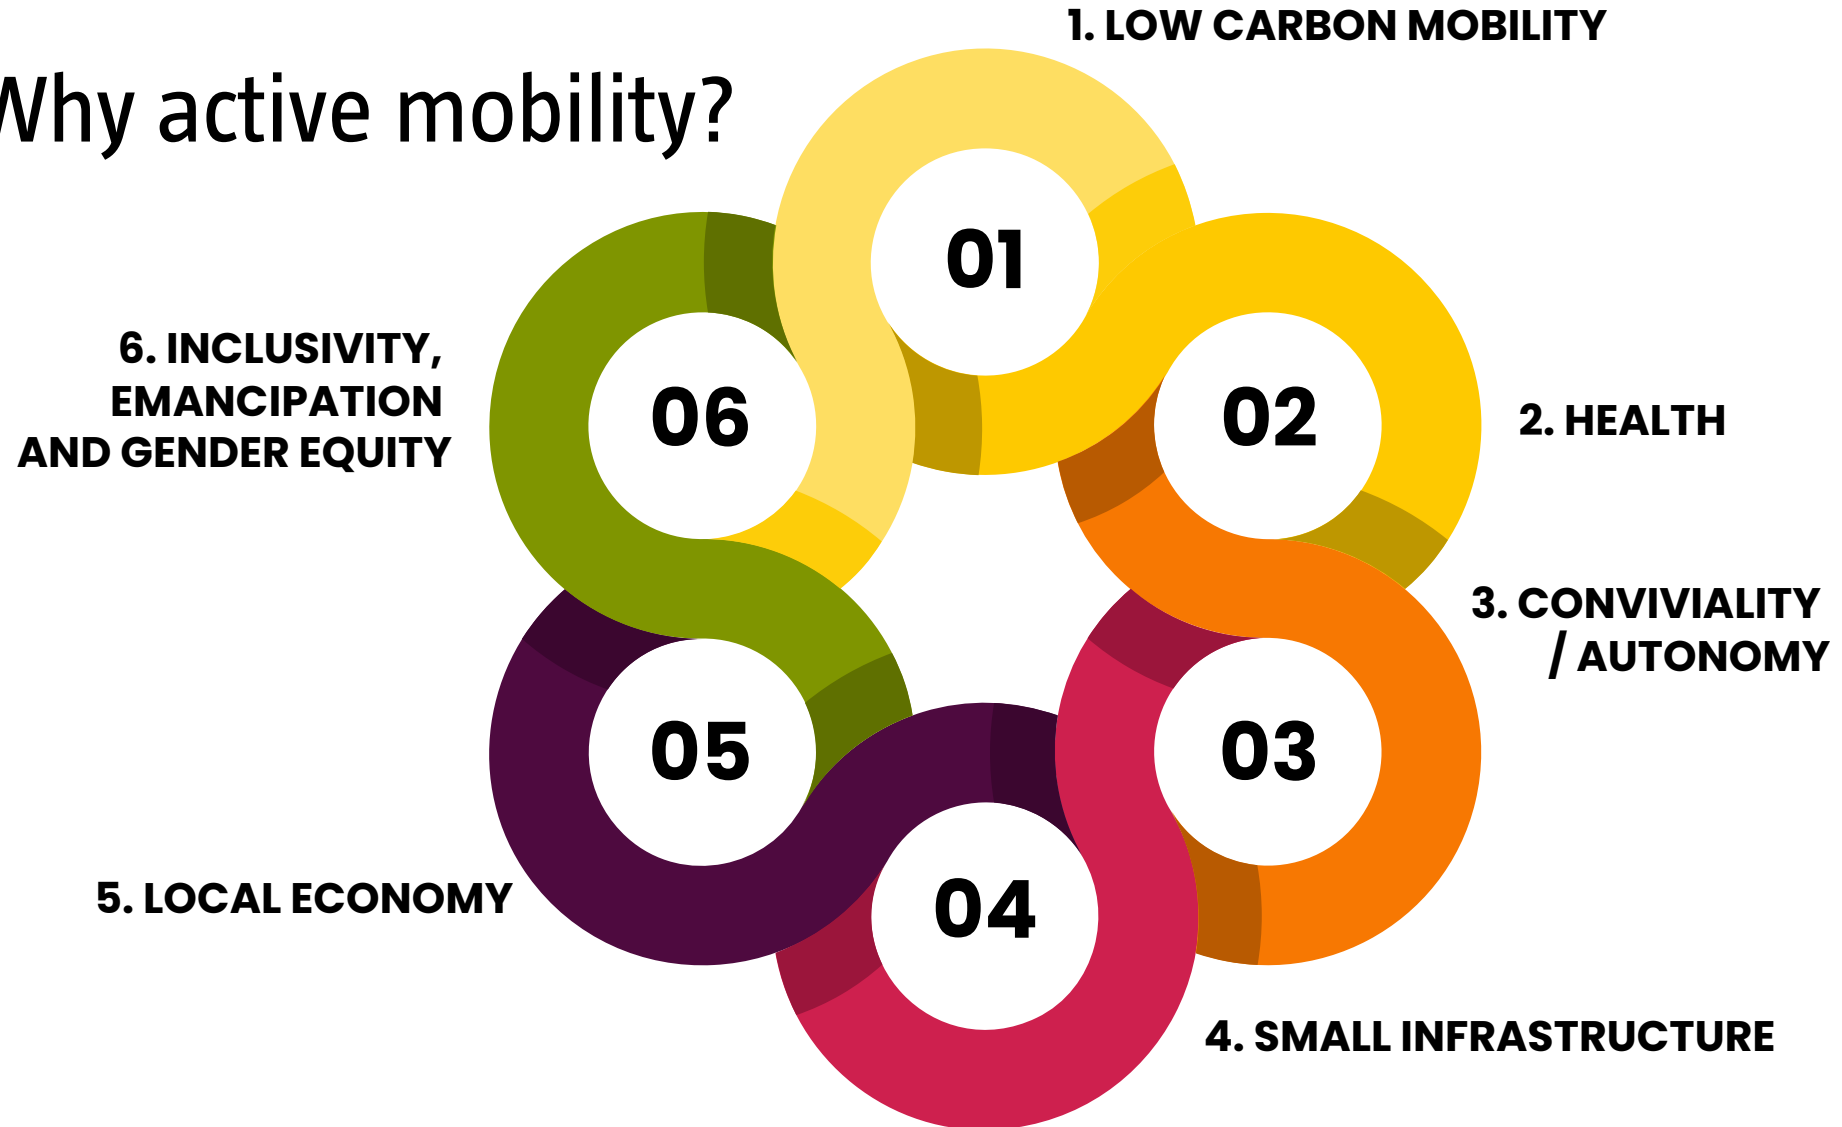 Why active mobility?
1. LOW CARBON MOBILITY
01
02
2. HEALTH
3. CONVIVIALITY
/ AUTONOMY
03
4. SMALL INFRASTRUCTURE
04
5. LOCAL ECONOMY
05
6. INCLUSIVITY,
EMANCIPATION
AND GENDER EQUITY
06